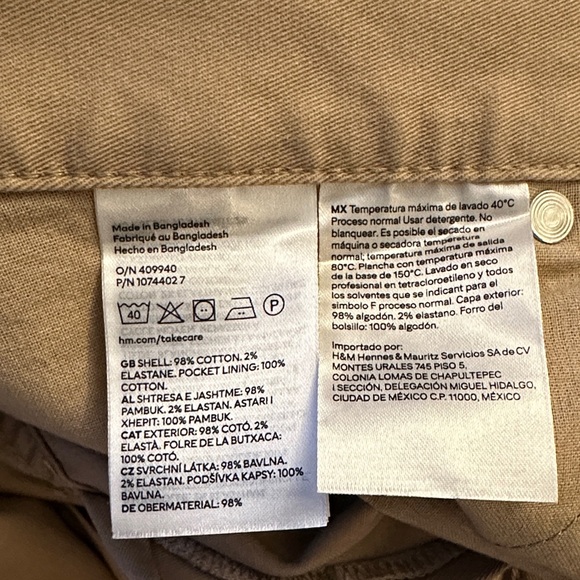 Made in Bangladesh
Fabriqué au Bangladesh
Hecho en Bangladesh
O/N 409940
P/N 1074402 7
40
P
hm.com/takecare
GB SHELL: 98% COTTON. 2%
ELASTANE. POCKET LINING: 100%
COTTON.
AL SHTRESA E JASHTME: 98%
PAMBUK. 2% ELASTAN. ASTARI I
XHEPIT: 100% PAMBUK.
CAT EXTERIOR: 98% COTÓ. 2%
ELASTÀ. FOLRE DE LA BUTXACA:
100% COTÓ.
CZ SVRCHNÍ LÁTKA: 98% BAVLNA.
2% ELASTAN. PODŠÍVKA KAPSY: 100%
BAVLNA.
DE OBERMATERIAL: 98%
MX Temperatura máxima de lavado 40°C
Proceso normal Usar detergente. No
blanquear. Es posible el secado en
máquina o secadora temperatura
normal, temperatura máxima de salida
80°C. Plancha con temperatura máxima
de la base de 150°C. Lavado en seco
profesional en tetracloroetileno y todos
los solventes que se indican para el
símbolo F proceso normal. Capa exterior:
98% algodón. 2% elastano. Forro del
bolsillo: 100% algodón.
Importado por:
H&M Hennes & Mauritz Servicios SA de CV
MONTES URALES 745 PISO 5,
COLONIA LOMAS DE CHAPULTEPEC
I SECCIÓN, DELEGACIÓN MIGUEL HIDALGO,
CIUDAD DE MÉXICO C.P. 11000, MÉXICO